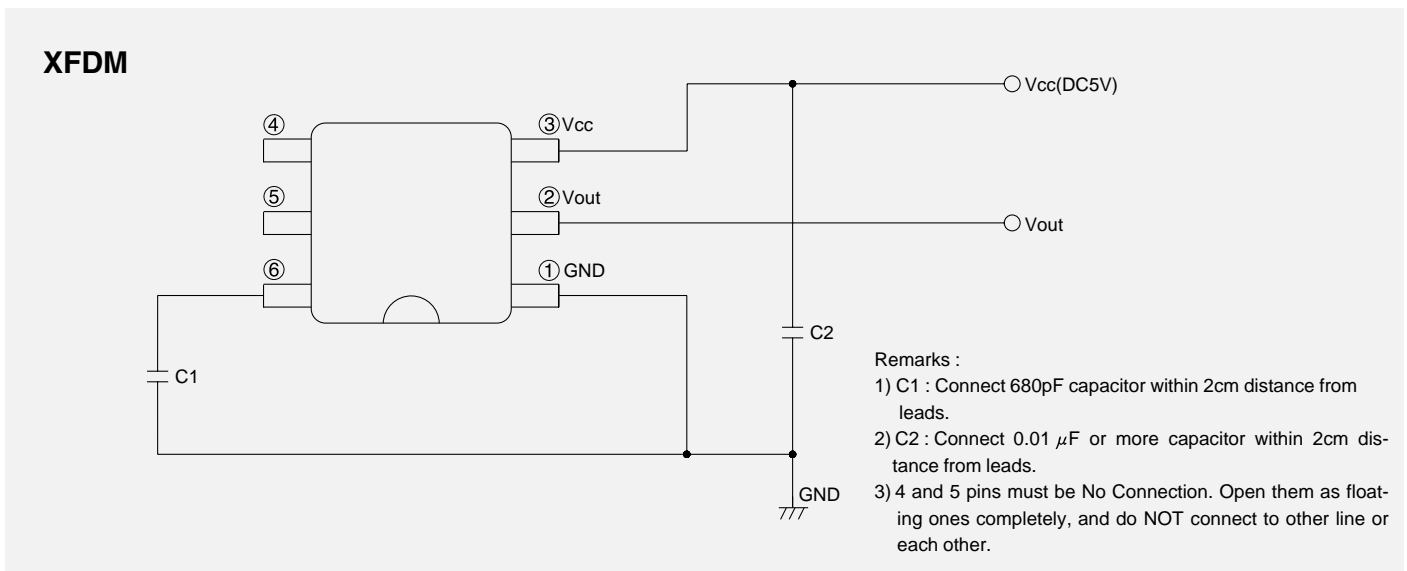 XFDM
Vcc(DC5V)
④
③Vcc
⑤
②Vout
Vout
⑥
①GND
C2
C1
GND
Remarks :
1) C1 : Connect 680pF capacitor within 2cm distance from
leads.
2) C2 : Connect 0.01 μF or more capacitor within 2cm dis-
tance from leads.
3) 4 and 5 pins must be No Connection. Open them as float-
ing ones completely, and do NOT connect to other line or
each other.